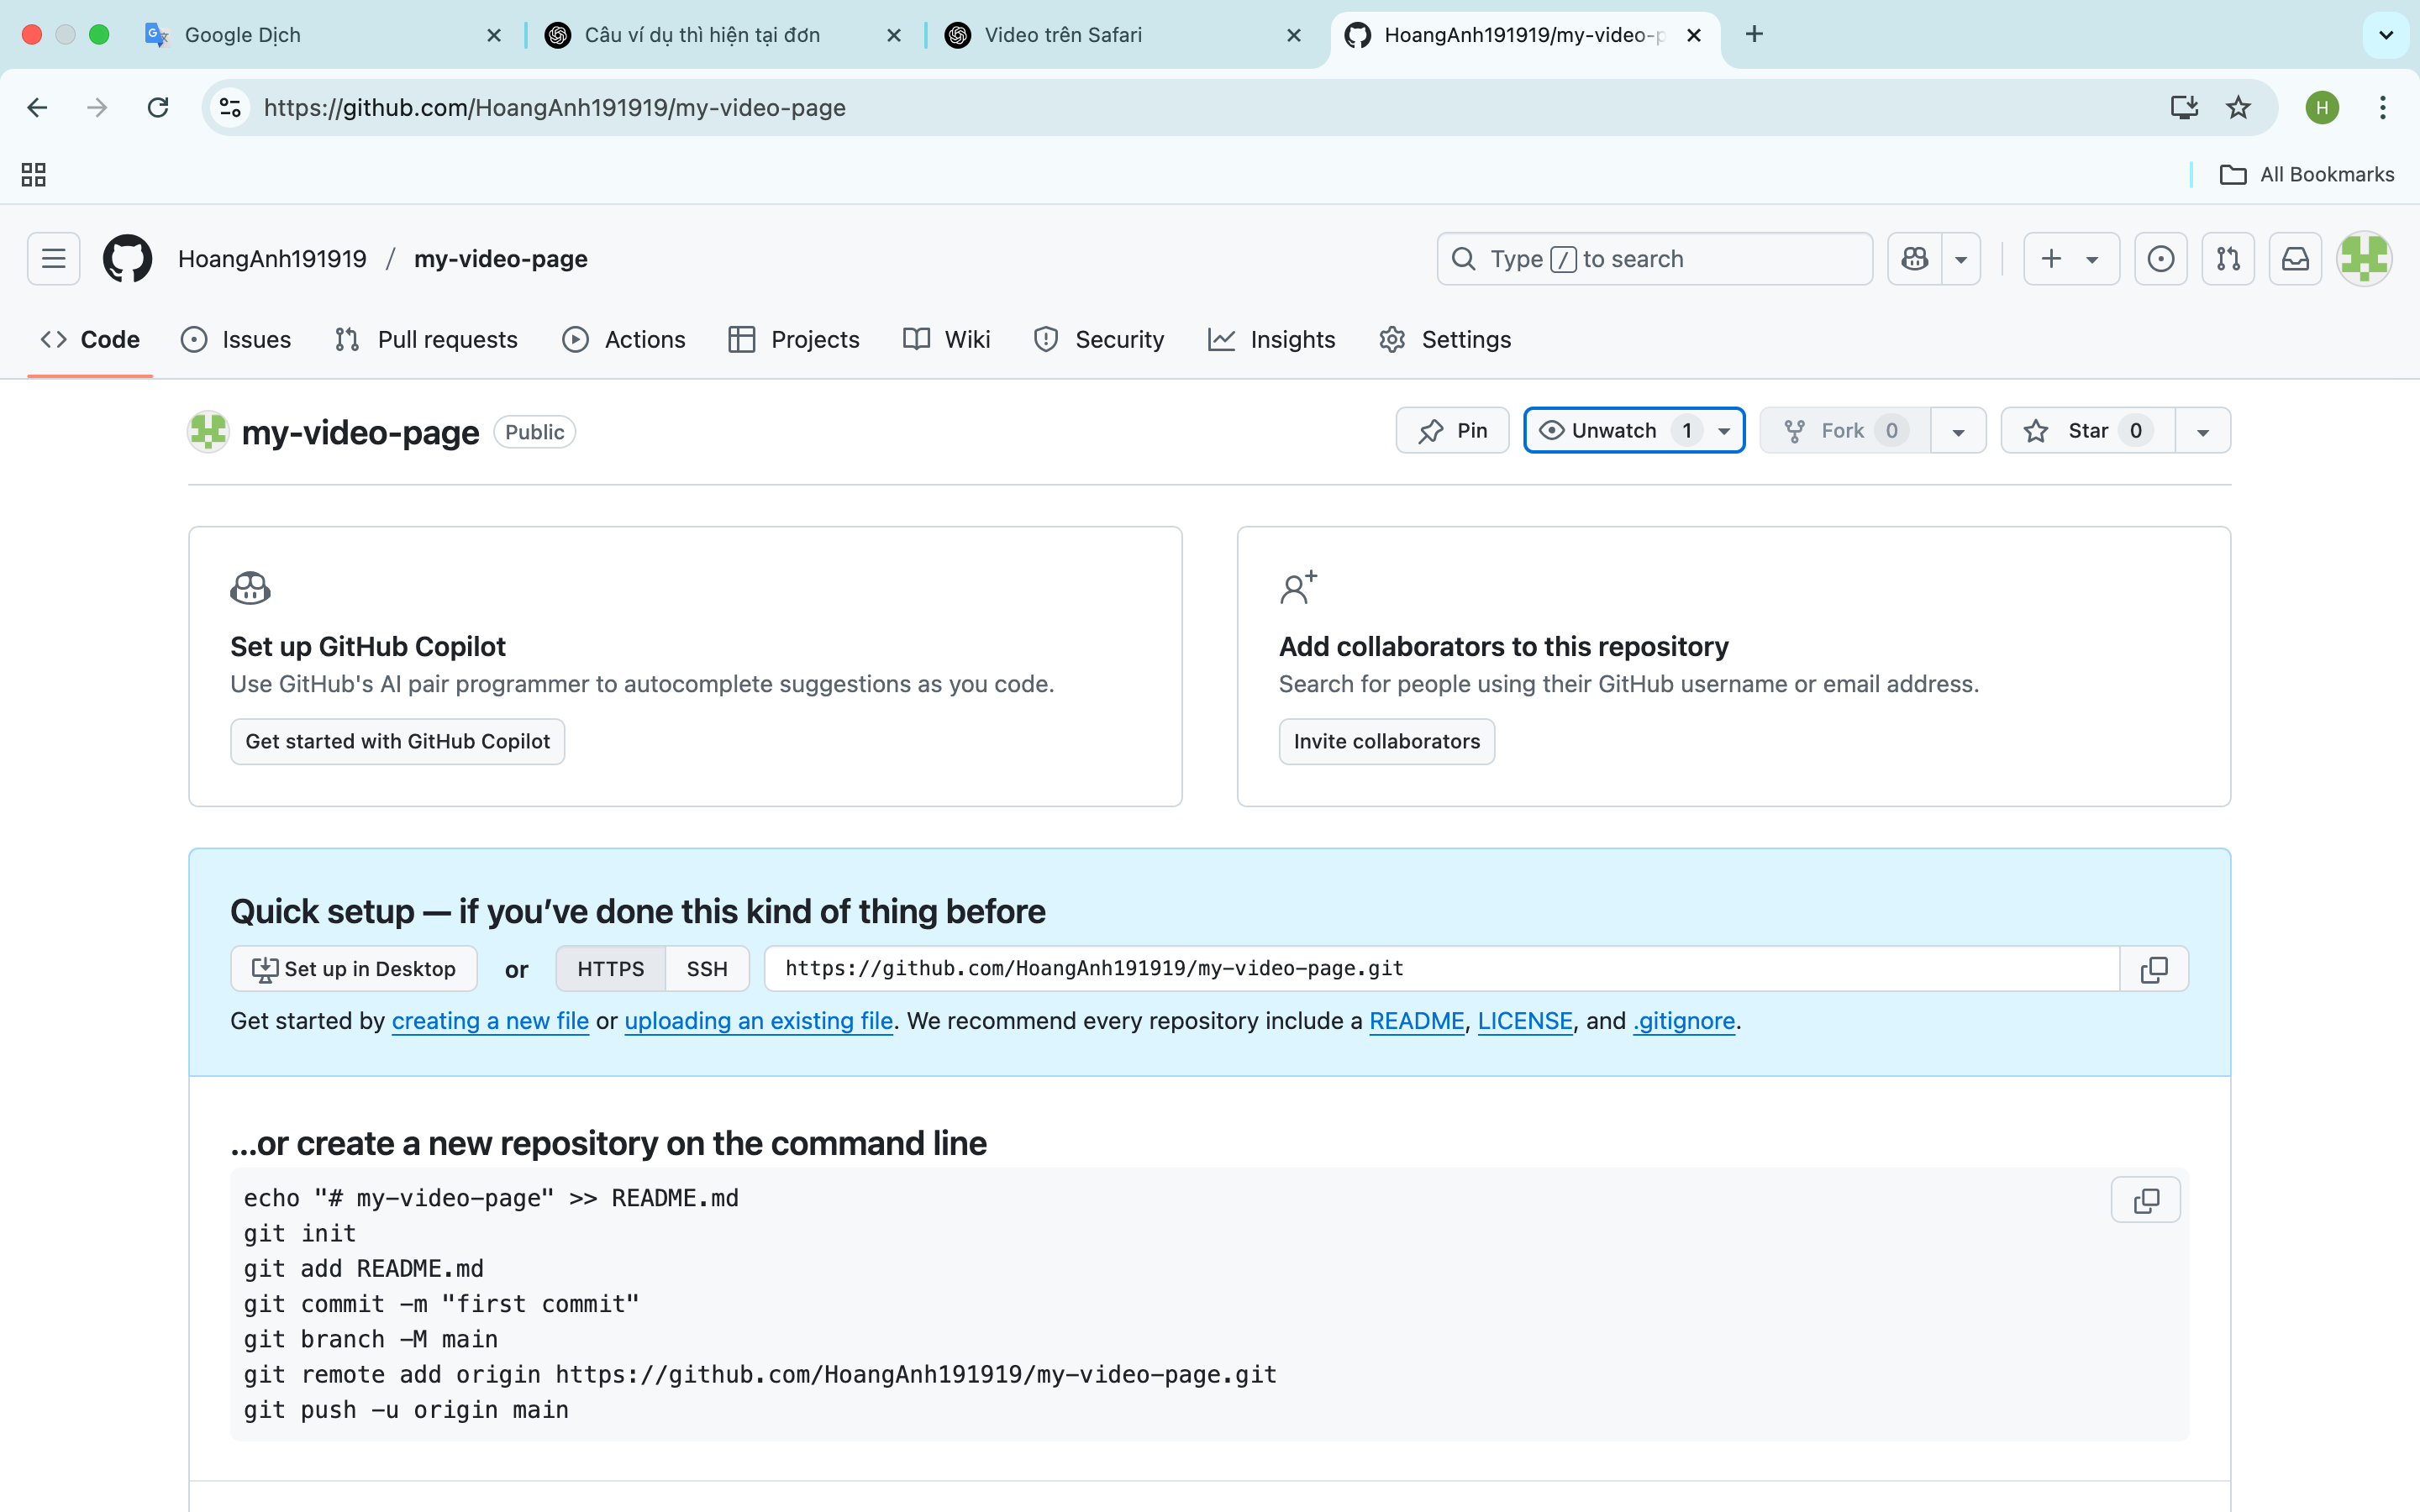 Google Dịch
Câu ví dụ thì hiện tại đơn
Video trên Safari
HoangAnh191919/my-video-p
https://github.com/HoangAnh191919/my-video-page
H
All Bookmarks
HoangAnh191919 / my-video-page
Type / to search
Code
Issues
Pull requests
Actions
Projects
Wiki
Security
Insights
Settings
my-video-page
Public
Pin
Unwatch 1
Fork 0
Star 0
Set up GitHub Copilot
Use GitHub's AI pair programmer to autocomplete suggestions as you code.
Get started with GitHub Copilot
Add collaborators to this repository
Search for people using their GitHub username or email address.
Invite collaborators
Quick setup — if you’ve done this kind of thing before
Set up in Desktop or HTTPS SSH https://github.com/HoangAnh191919/my-video-page.git
Get started by creating a new file or uploading an existing file. We recommend every repository include a README, LICENSE, and .gitignore.
…or create a new repository on the command line
echo "# my-video-page" >> README.md
git init
git add README.md
git commit -m "first commit"
git branch -M main
git remote add origin https://github.com/HoangAnh191919/my-video-page.git
git push -u origin main